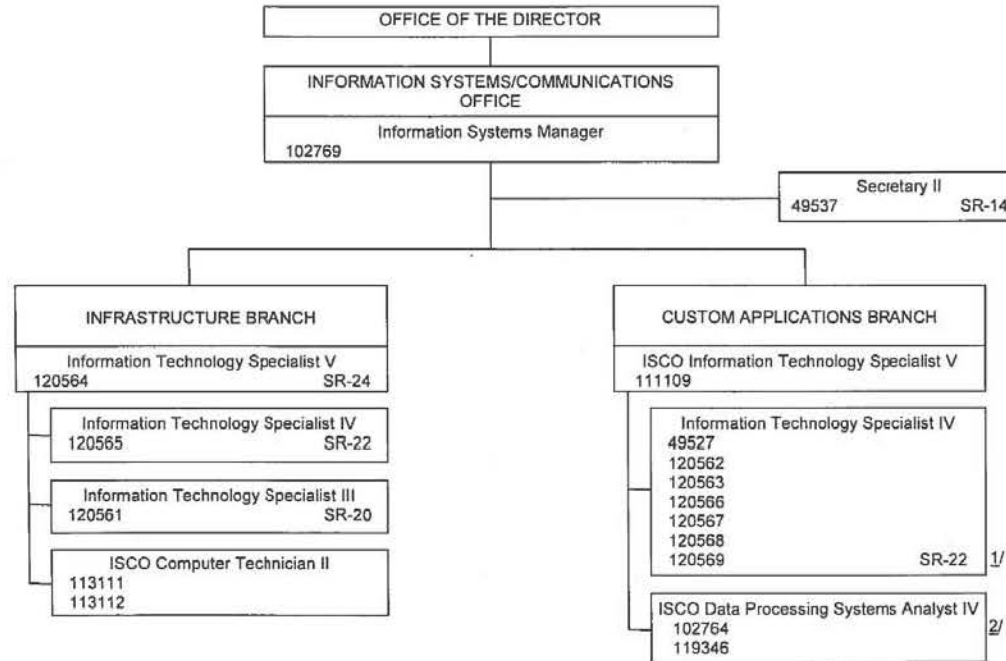 OFFICE OF THE DIRECTOR
INFORMATION SYSTEMS/COMMUNICATIONS
OFFICE
Information Systems Manager
102769
Secretary II
49537 SR-14
INFRASTRUCTURE BRANCH
Information Technology Specialist V
120564 SR-24
Information Technology Specialist IV
120565 SR-22
Information Technology Specialist III
120561 SR-20
ISCO Computer Technician II
113111
113112
CUSTOM APPLICATIONS BRANCH
ISCO Information Technology Specialist V
111109
Information Technology Specialist IV
49527
120562
120563
120566
120567
120568
120569 SR-22 1/
ISCO Data Processing Systems Analyst IV
102764 2/
119346